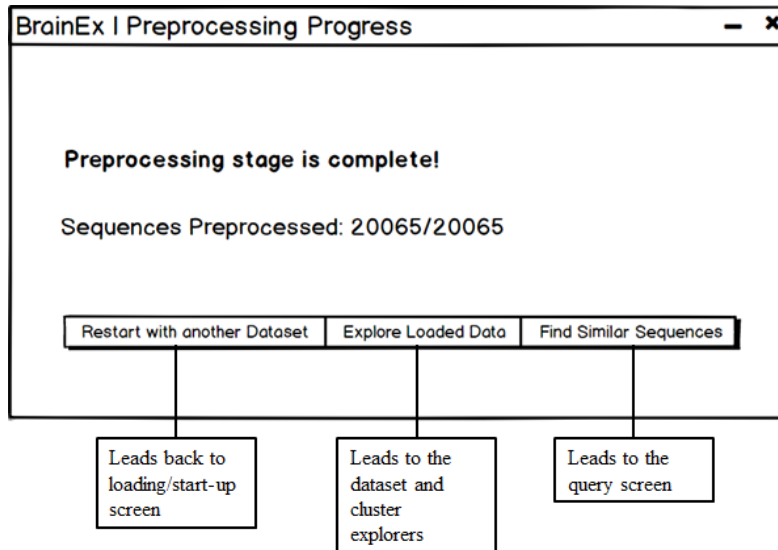 BrainEx | Preprocessing Progress
Preprocessing stage is complete!
Sequences Preprocessed: 20065/20065
Restart with another Dataset
Explore Loaded Data
Find Similar Sequences
Leads back to
loading/start-up
screen
Leads to the
dataset and
cluster
explorers
Leads to the
query screen